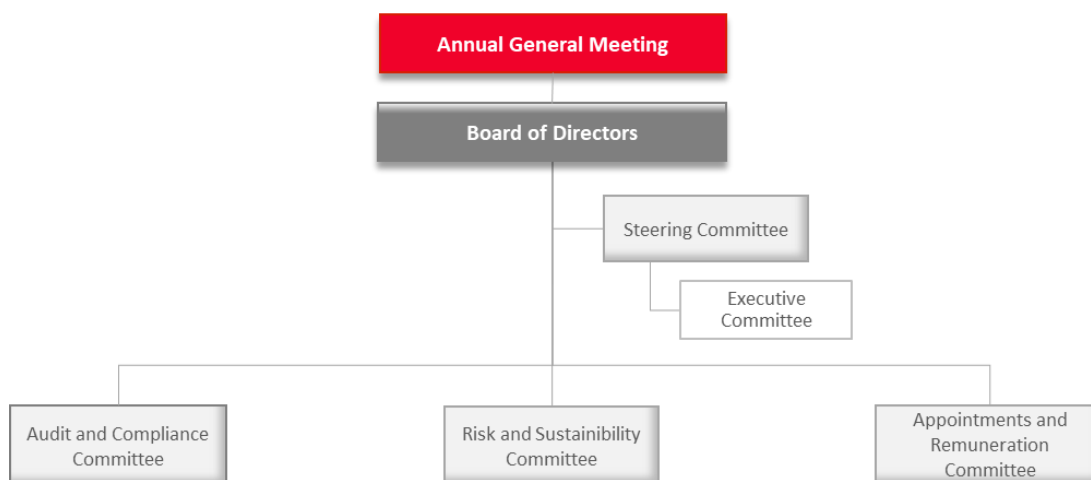 Annual General Meeting
Board of Directors
Steering Committee
Executive
Committee
Audit and Compliance
Committee
Risk and Sustainibility
Committee
Appointments and
Remuneration
Committee